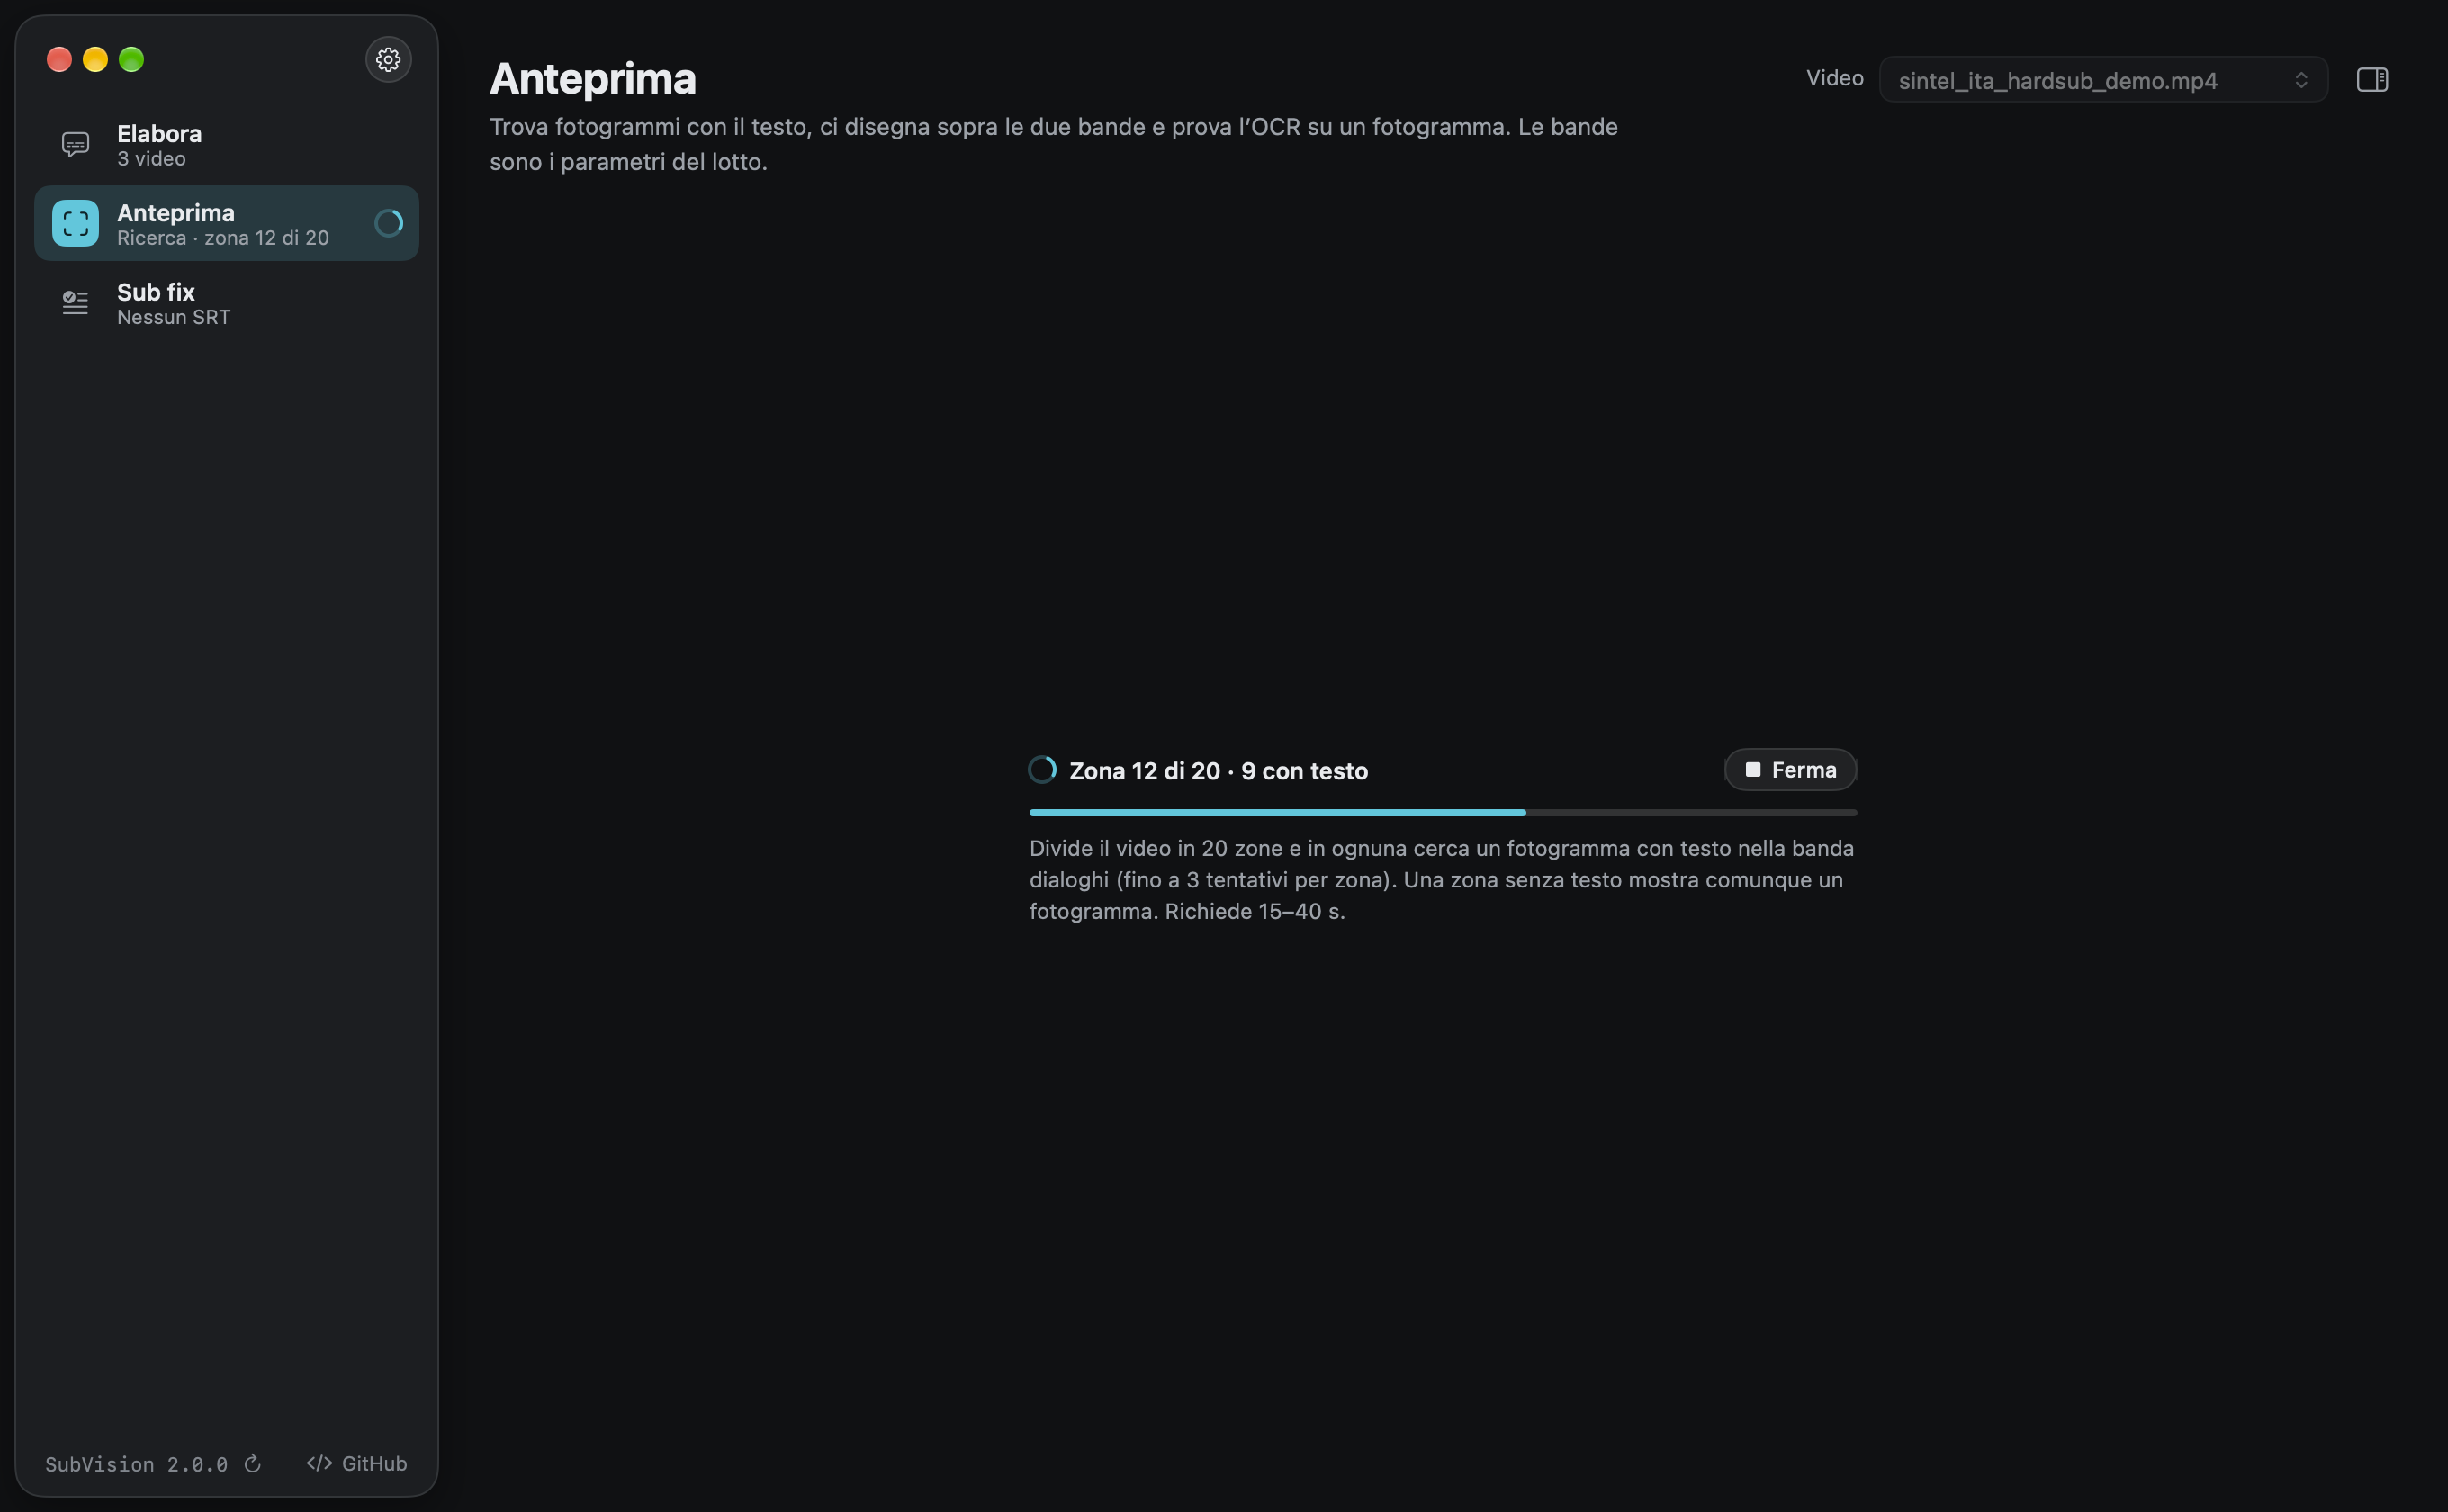 Elabora
3 video
Anteprima
Ricerca · zona 12 di 20
Sub fix
Nessun SRT
SubVision 2.0.0
</> GitHub
Anteprima
Trova fotogrammi con il testo, ci disegna sopra le due bande e prova l’OCR su un fotogramma. Le bande
sono i parametri del lotto.
Video
sintel_ita_hardsub_demo.mp4
Zona 12 di 20 · 9 con testo
Ferma
Divide il video in 20 zone e in ognuna cerca un fotogramma con testo nella banda
dialoghi (fino a 3 tentativi per zona). Una zona senza testo mostra comunque un
fotogramma. Richiede 15–40 s.